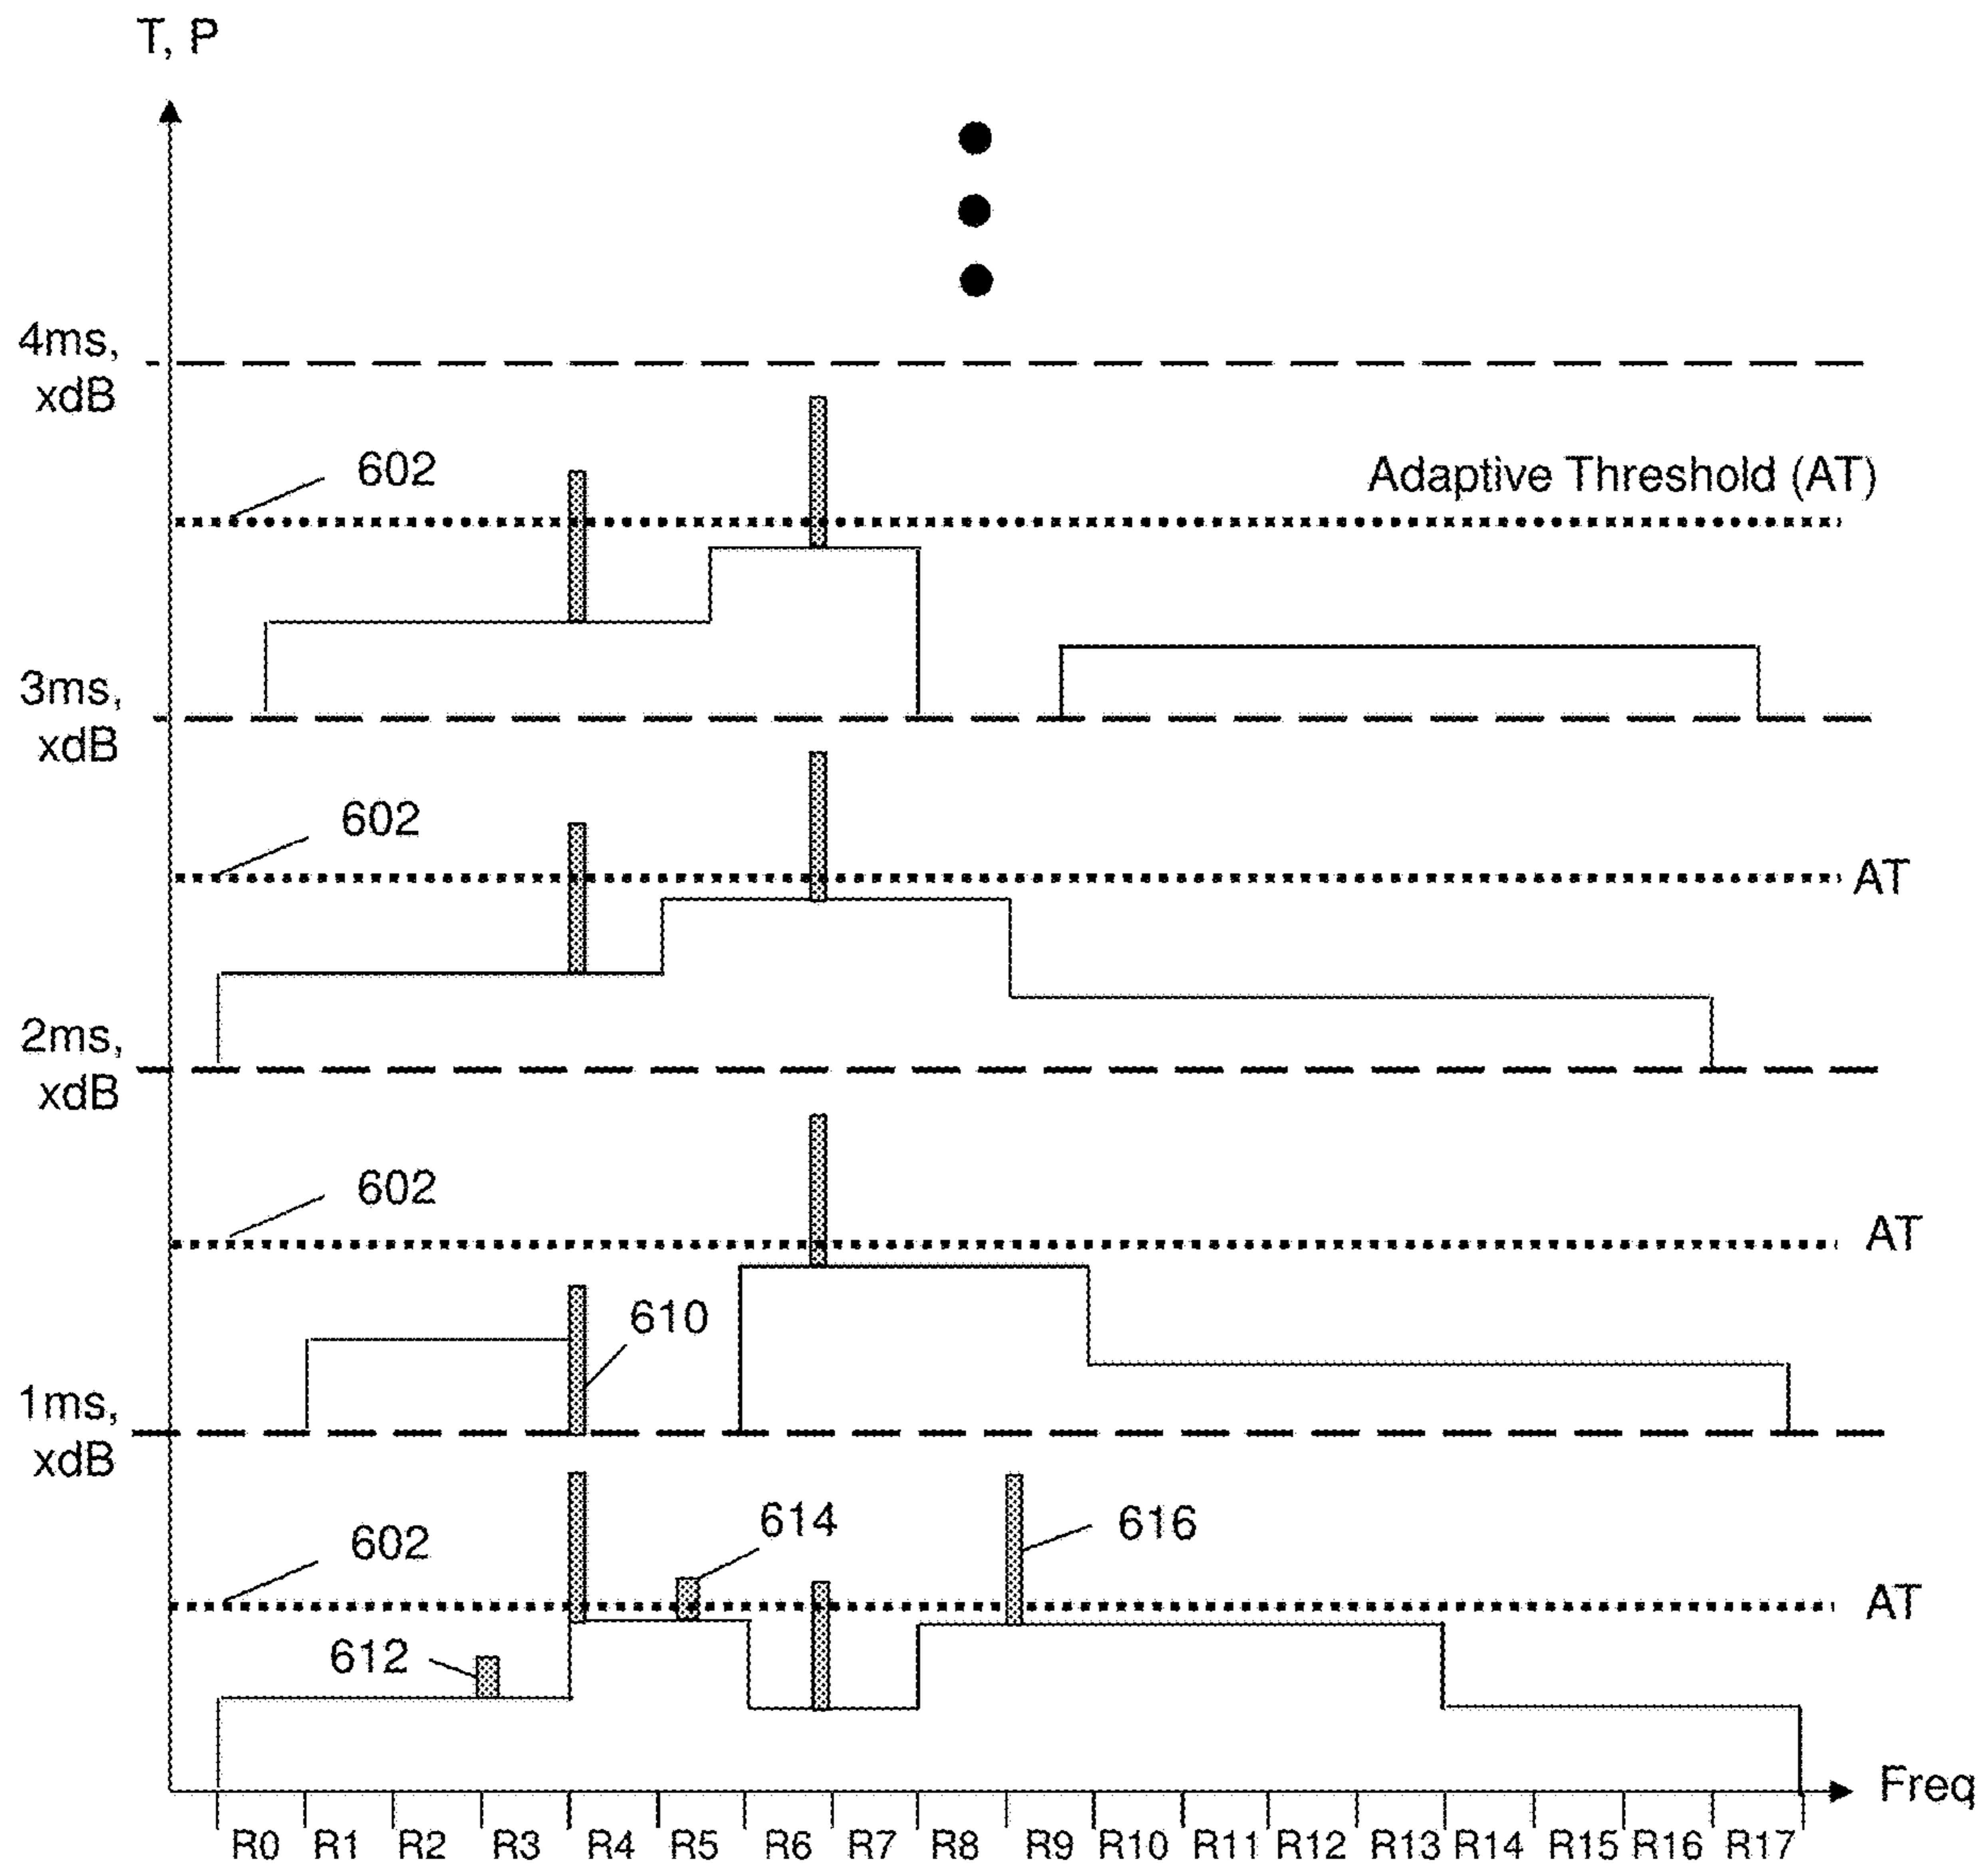 T, P
4ms,
xdB
602
Adaptive Threshold (AT)
3ms,
xdB
602
AT
2ms,
xdB
602
AT
610
1ms,
xdB
602
614
616
AT
612
Freq
R0 R1 R2 R3 R4 R5 R6 R7 R8 R9 R10 R11 R12 R13 R14 R15 R16 R17